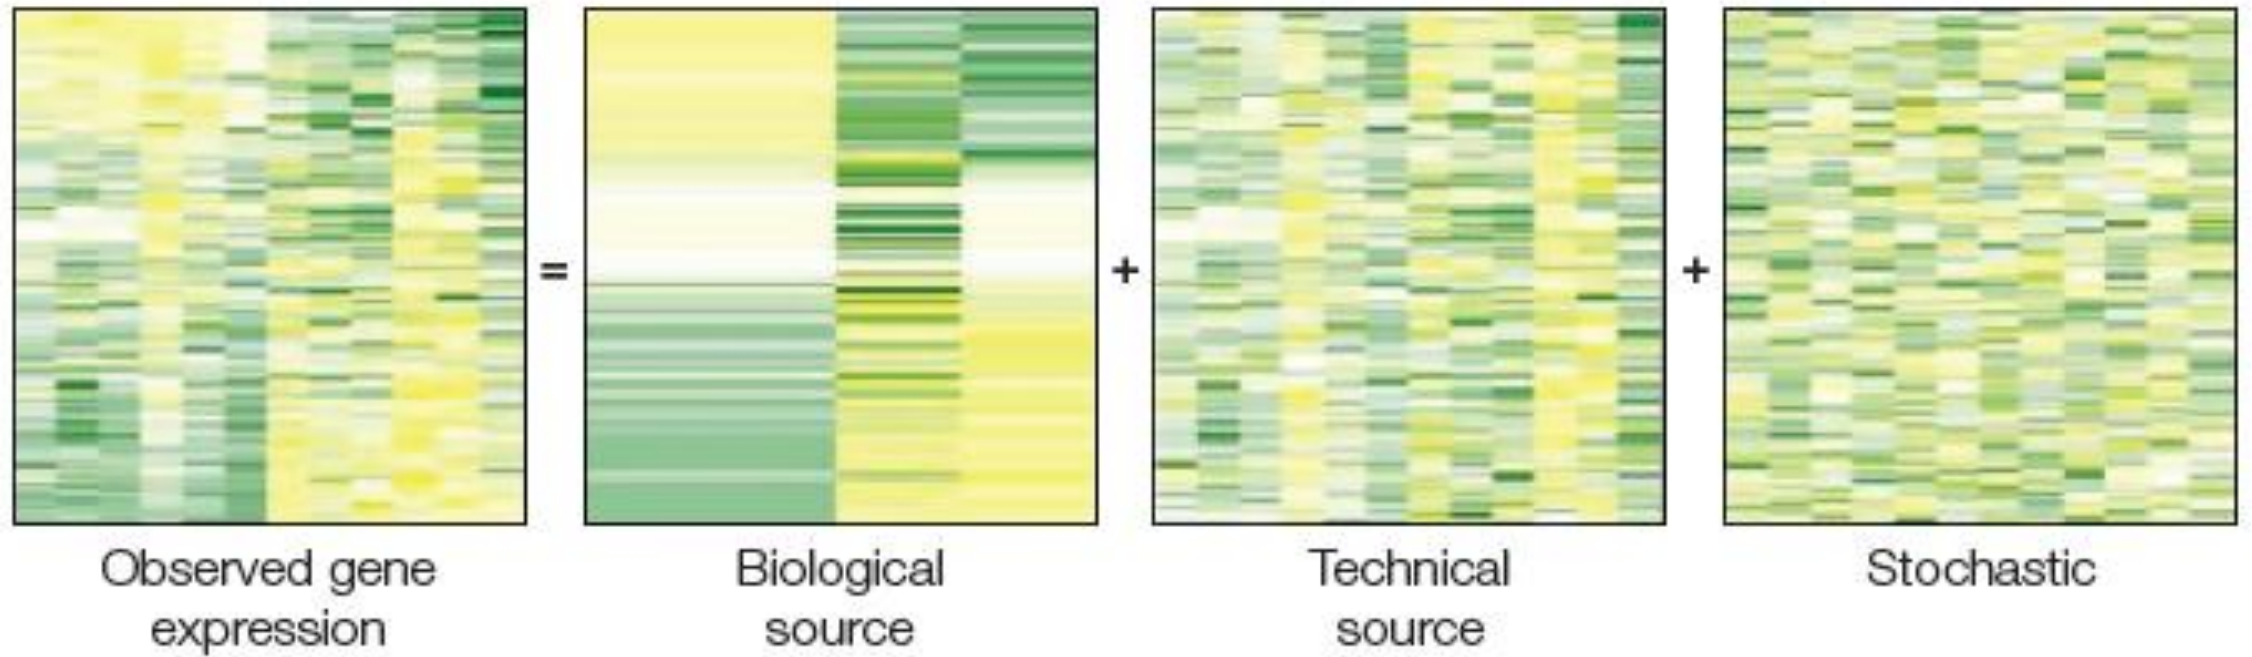 = + +
Observed gene
expression
Biological
source
Technical
source
Stochastic